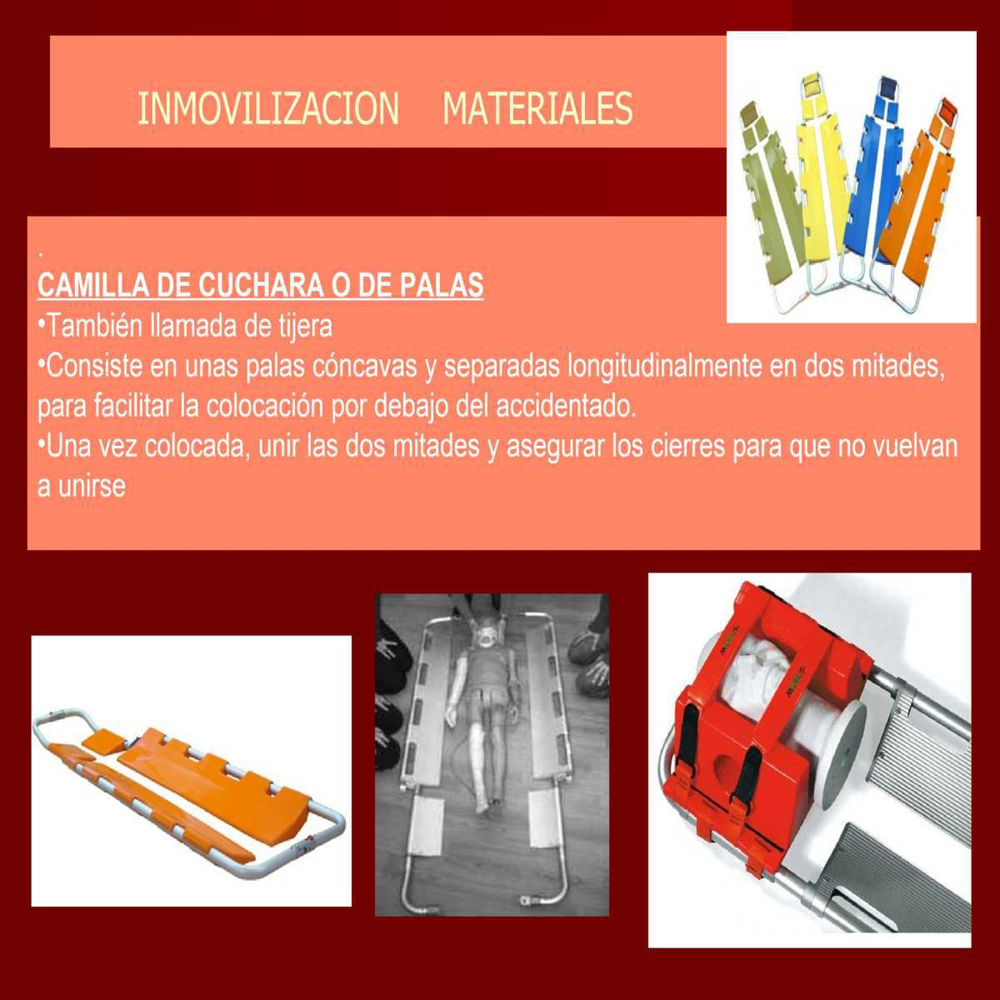 INMOVILIZACION MATERIALES
.
CAMILLA DE CUCHARA O DE PALAS
•También llamada de tijera
•Consiste en unas palas cóncavas y separadas longitudinalmente en dos mitades,
para facilitar la colocación por debajo del accidentado.
•Una vez colocada, unir las dos mitades y asegurar los cierres para que no vuelvan
a unirse